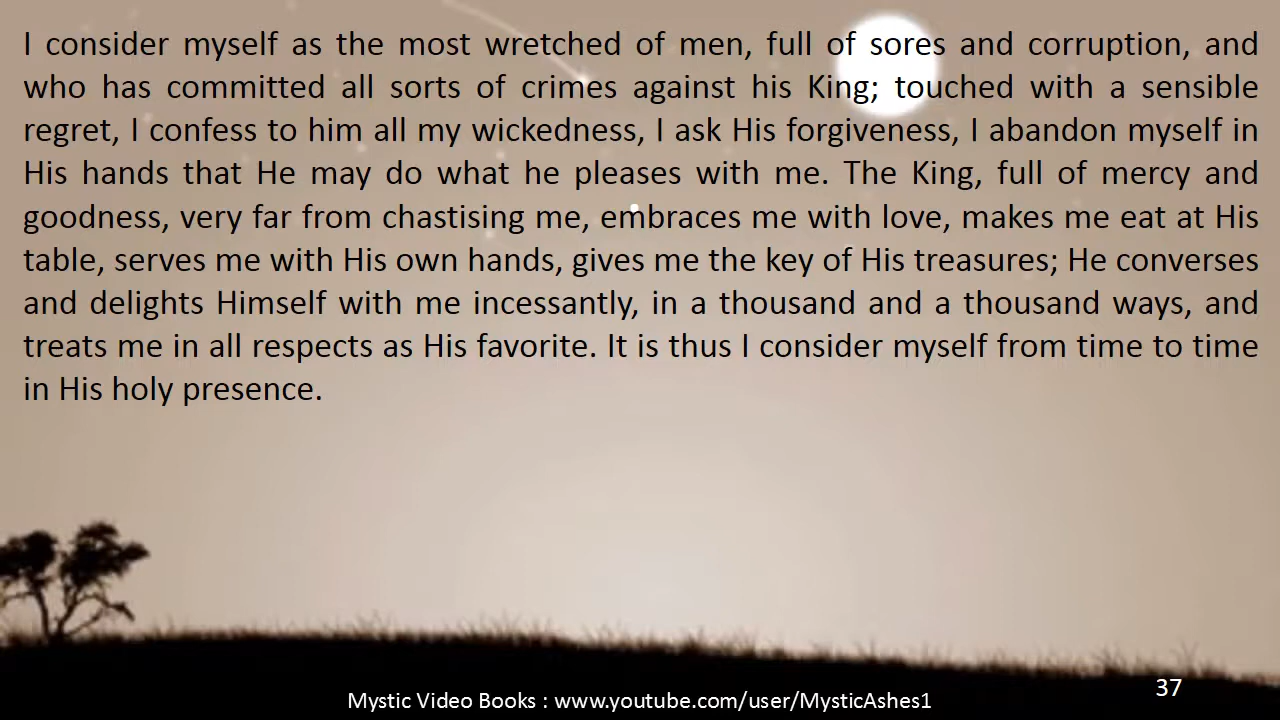 I consider myself as the most wretched of men, full of sores and corruption, and
who has committed all sorts of crimes against his King; touched with a sensible
regret, I confess to him all my wickedness, I ask His forgiveness, I abandon myself in
His hands that He may do what he pleases with me. The King, full of mercy and
goodness, very far from chastising me, embraces me with love, makes me eat at His
table, serves me with His own hands, gives me the key of His treasures; He converses
and delights Himself with me incessantly, in a thousand and a thousand ways, and
treats me in all respects as His favorite. It is thus I consider myself from time to time
in His holy presence.
37
Mystic Video Books : www.youtube.com/user/MysticAshes1